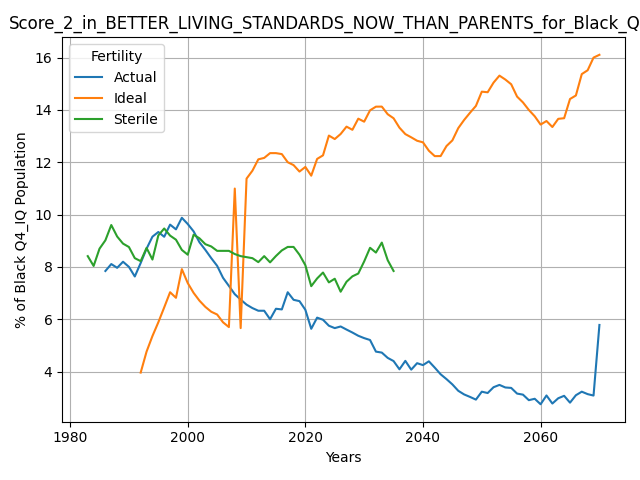 Score_2_in_BETTER_LIVING_STANDARDS_NOW_THAN_PARENTS_for_Black_Q
Fertility
Actual
Ideal
Sterile
% of Black Q4_IQ Population
16
14
12
10
8
6
4
1980 2000 2020 2040 2060
Years